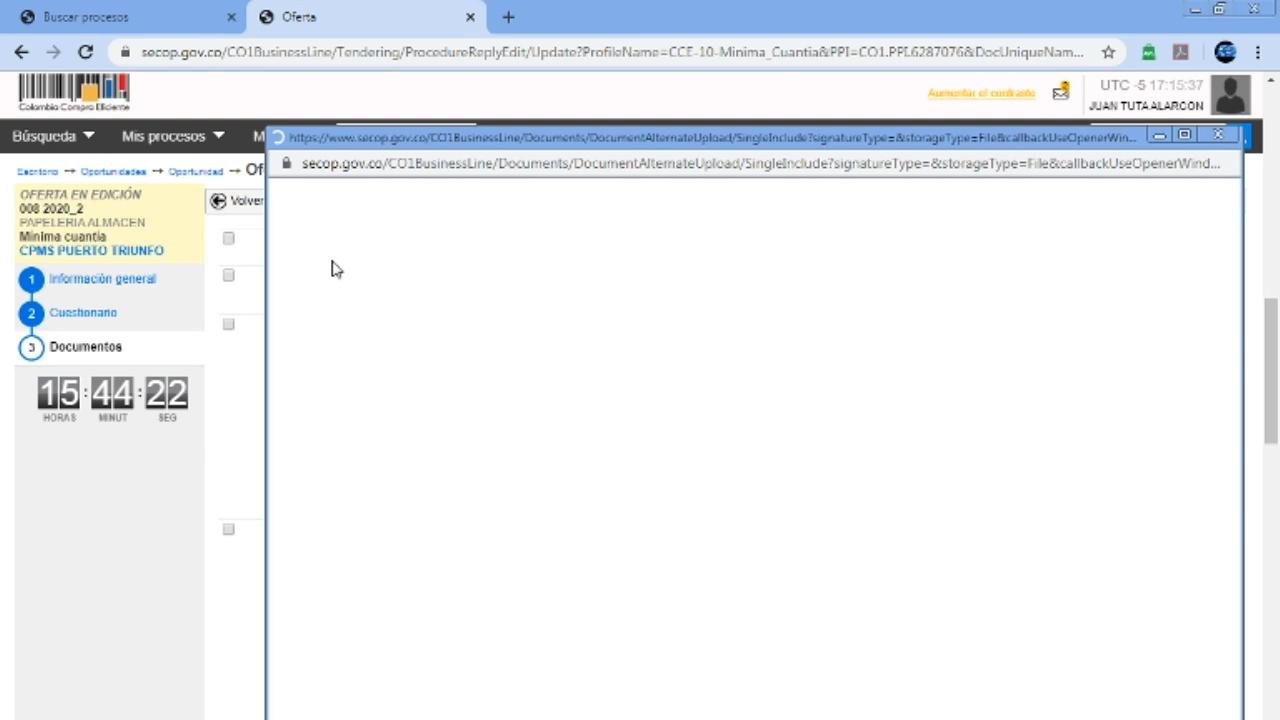 Buscar procesos
Oferta
secop.gov.co/CO1BusinessLine/Tendering/ProcedureReplyEdit/Update?ProfileName=CCE-10-Minima_Cuantia&PPI=CO1.PPI.6287076&DocUniqueNam...
Colombia Compra Eficiente
Aumentar el contraste
UTC -5 17:15:37
JUAN TUTA ALARCON
Búsqueda
Mis procesos
M
https://www.secop.gov.co/CO1BusinessLine/Documents/DocumentAlternateUpload/SingleInclude?signatureType=&storageType=File&callbackUseOpenerWin...
secop.gov.co/CO1BusinessLine/Documents/DocumentAlternateUpload/SingleInclude?signatureType=&storageType=File&callbackUseOpenerWind...
Escritorio → Oportunidades → Oportunidad → Of
OFERTA EN EDICIÓN
008 2020_2
PAPELERIA ALMACEN
Mínima cuantía
CPMS PUERTO TRIUNFO
Volver
1 Información general
2 Cuestionario
3 Documentos
15 : 44 : 22
HORAS MINUT SEG